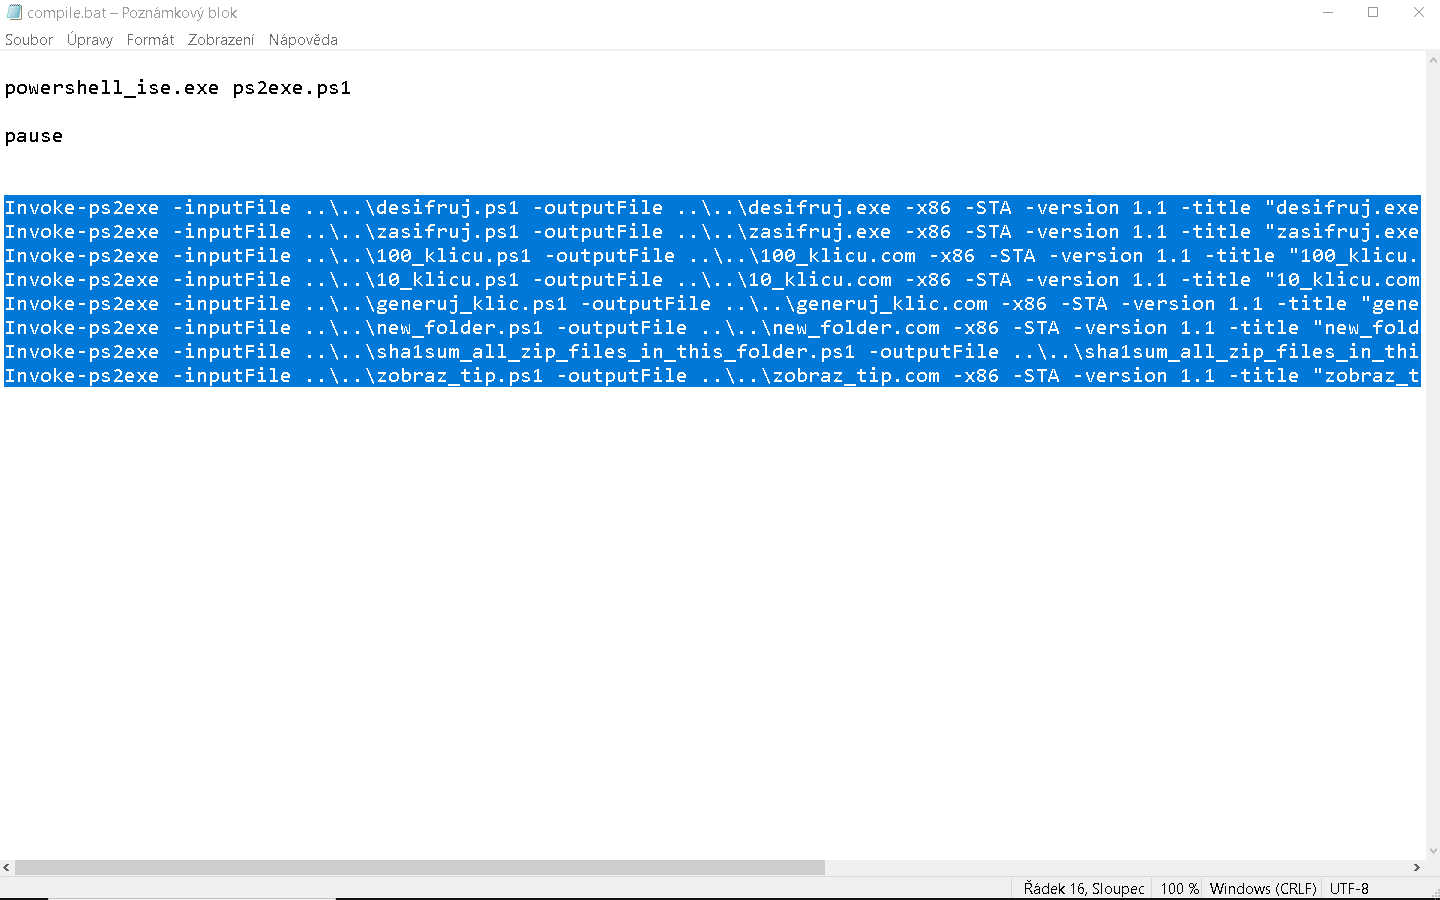 compile.bat – Poznámkový blok
Soubor Úpravy Formát Zobrazení Nápověda
powershell_ise.exe ps2exe.ps1
pause
Invoke-ps2exe -inputFile ..\..\desifruj.ps1 -outputFile ..\..\desifruj.exe -x86 -STA -version 1.1 -title "desifruj.exe
Invoke-ps2exe -inputFile ..\..\zasifruj.ps1 -outputFile ..\..\zasifruj.exe -x86 -STA -version 1.1 -title "zasifruj.exe
Invoke-ps2exe -inputFile ..\..\100_klicu.ps1 -outputFile ..\..\100_klicu.com -x86 -STA -version 1.1 -title "100_klicu.
Invoke-ps2exe -inputFile ..\..\10_klicu.ps1 -outputFile ..\..\10_klicu.com -x86 -STA -version 1.1 -title "10_klicu.com
Invoke-ps2exe -inputFile ..\..\generuj_klic.ps1 -outputFile ..\..\generuj_klic.com -x86 -STA -version 1.1 -title "gene
Invoke-ps2exe -inputFile ..\..\new_folder.ps1 -outputFile ..\..\new_folder.com -x86 -STA -version 1.1 -title "new_fold
Invoke-ps2exe -inputFile ..\..\sha1sum_all_zip_files_in_this_folder.ps1 -outputFile ..\..\sha1sum_all_zip_files_in_thi
Invoke-ps2exe -inputFile ..\..\zobraz_tip.ps1 -outputFile ..\..\zobraz_tip.com -x86 -STA -version 1.1 -title "zobraz_t
Řádek 16, Sloupec 100 % Windows (CRLF) UTF-8